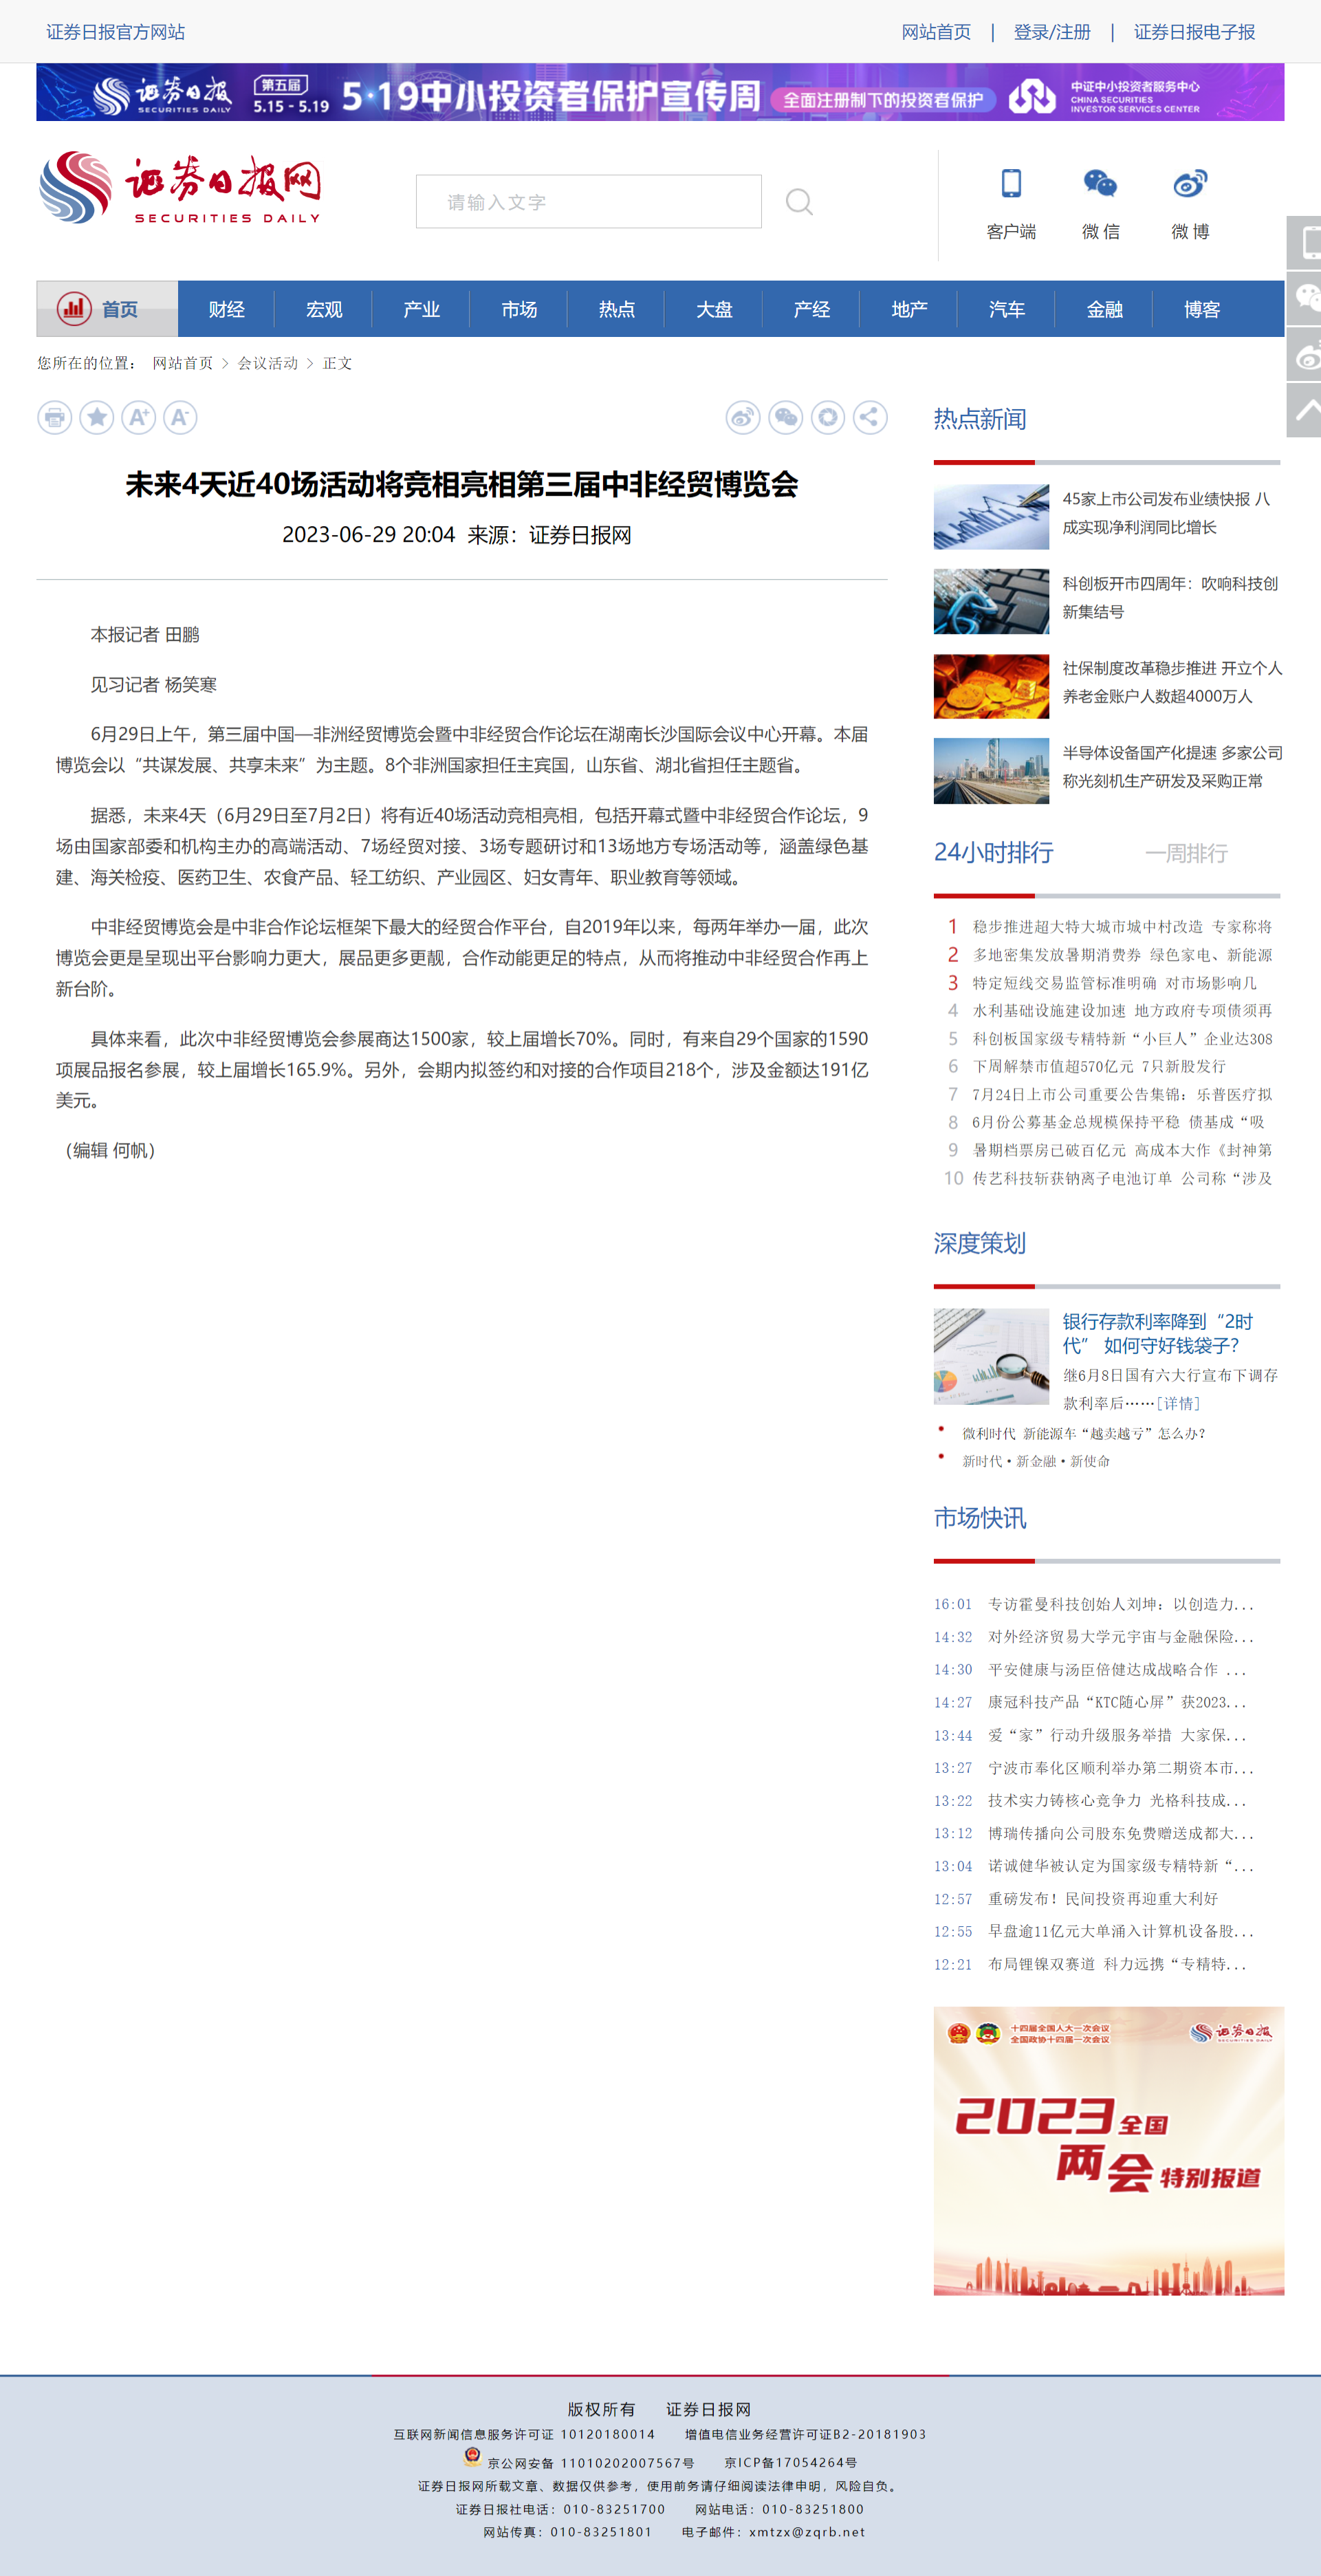 证券日报官方网站
网站首页 | 登录/注册 | 证券日报电子报
证券日报 SECURITIES DAILY 第五届 5.15 - 5.19 5·19中小投资者保护宣传周 全面注册制下的投资者保护 中证中小投资者服务中心 CHINA SECURITIES INVESTOR SERVICES CENTER
证券日报网
SECURITIES DAILY
请输入文字
客户端 微 信 微 博
首页 财经 宏观 产业 市场 热点 大盘 产经 地产 汽车 金融 博客
您所在的位置： 网站首页 > 会议活动 > 正文
A+ A-
未来4天近40场活动将竞相亮相第三届中非经贸博览会
2023-06-29 20:04 来源：证券日报网
本报记者 田鹏
见习记者 杨笑寒
6月29日上午，第三届中国—非洲经贸博览会暨中非经贸合作论坛在湖南长沙国际会议中心开幕。本届
博览会以“共谋发展、共享未来”为主题。8个非洲国家担任主宾国，山东省、湖北省担任主题省。
据悉，未来4天（6月29日至7月2日）将有近40场活动竞相亮相，包括开幕式暨中非经贸合作论坛，9
场由国家部委和机构主办的高端活动、7场经贸对接、3场专题研讨和13场地方专场活动等，涵盖绿色基
建、海关检疫、医药卫生、农食产品、轻工纺织、产业园区、妇女青年、职业教育等领域。
中非经贸博览会是中非合作论坛框架下最大的经贸合作平台，自2019年以来，每两年举办一届，此次
博览会更是呈现出平台影响力更大，展品更多更靓，合作动能更足的特点，从而将推动中非经贸合作再上
新台阶。
具体来看，此次中非经贸博览会参展商达1500家，较上届增长70%。同时，有来自29个国家的1590
项展品报名参展，较上届增长165.9%。另外，会期内拟签约和对接的合作项目218个，涉及金额达191亿
美元。
（编辑 何帆）
热点新闻
45家上市公司发布业绩快报 八
成实现净利润同比增长
科创板开市四周年：吹响科技创
新集结号
社保制度改革稳步推进 开立个人
养老金账户人数超4000万人
半导体设备国产化提速 多家公司
称光刻机生产研发及采购正常
24小时排行 一周排行
1 稳步推进超大特大城市城中村改造 专家称将
2 多地密集发放暑期消费券 绿色家电、新能源
3 特定短线交易监管标准明确 对市场影响几
4 水利基础设施建设加速 地方政府专项债须再
5 科创板国家级专精特新“小巨人”企业达308
6 下周解禁市值超570亿元 7只新股发行
7 7月24日上市公司重要公告集锦：乐普医疗拟
8 6月份公募基金总规模保持平稳 债基成“吸
9 暑期档票房已破百亿元 高成本大作《封神第
10 传艺科技斩获钠离子电池订单 公司称“涉及
深度策划
银行存款利率降到“2时
代” 如何守好钱袋子？
继6月8日国有六大行宣布下调存
款利率后……[详情]
微利时代 新能源车“越卖越亏”怎么办？
新时代·新金融·新使命
市场快讯
16:01 专访霍曼科技创始人刘坤：以创造力...
14:32 对外经济贸易大学元宇宙与金融保险...
14:30 平安健康与汤臣倍健达成战略合作 ...
14:27 康冠科技产品“KTC随心屏”获2023...
13:44 爱“家”行动升级服务举措 大家保...
13:27 宁波市奉化区顺利举办第二期资本市...
13:22 技术实力铸核心竞争力 光格科技成...
13:12 博瑞传播向公司股东免费赠送成都大...
13:04 诺诚健华被认定为国家级专精特新“...
12:57 重磅发布！民间投资再迎重大利好
12:55 早盘逾11亿元大单涌入计算机设备股...
12:21 布局锂镍双赛道 科力远携“专精特...
十四届全国人大一次会议
全国政协十四届一次会议
证券日报
SECURITIES DAILY
2023全国
两会特别报道
版权所有 证券日报网
互联网新闻信息服务许可证 10120180014 增值电信业务经营许可证B2-20181903
京公网安备 11010202007567号 京ICP备17054264号
证券日报网所载文章、数据仅供参考，使用前务请仔细阅读法律申明，风险自负。
证券日报社电话：010-83251700 网站电话：010-83251800
网站传真：010-83251801 电子邮件：xmtzx@zqrb.net